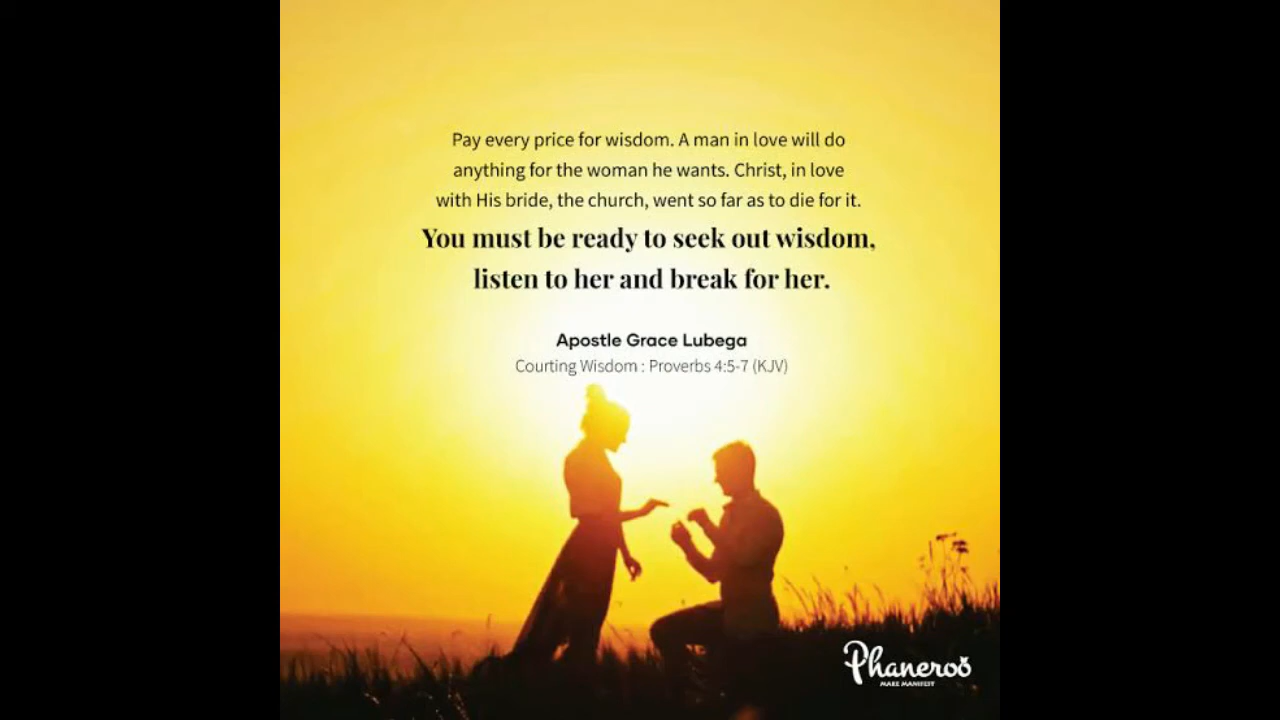 Pay every price for wisdom. A man in love will do
anything for the woman he wants. Christ, in love
with His bride, the church, went so far as to die for it.
You must be ready to seek out wisdom,
listen to her and break for her.
Apostle Grace Lubega
Courting Wisdom : Proverbs 4:5-7 (KJV)
Phaneroo
MAKE MANIFEST